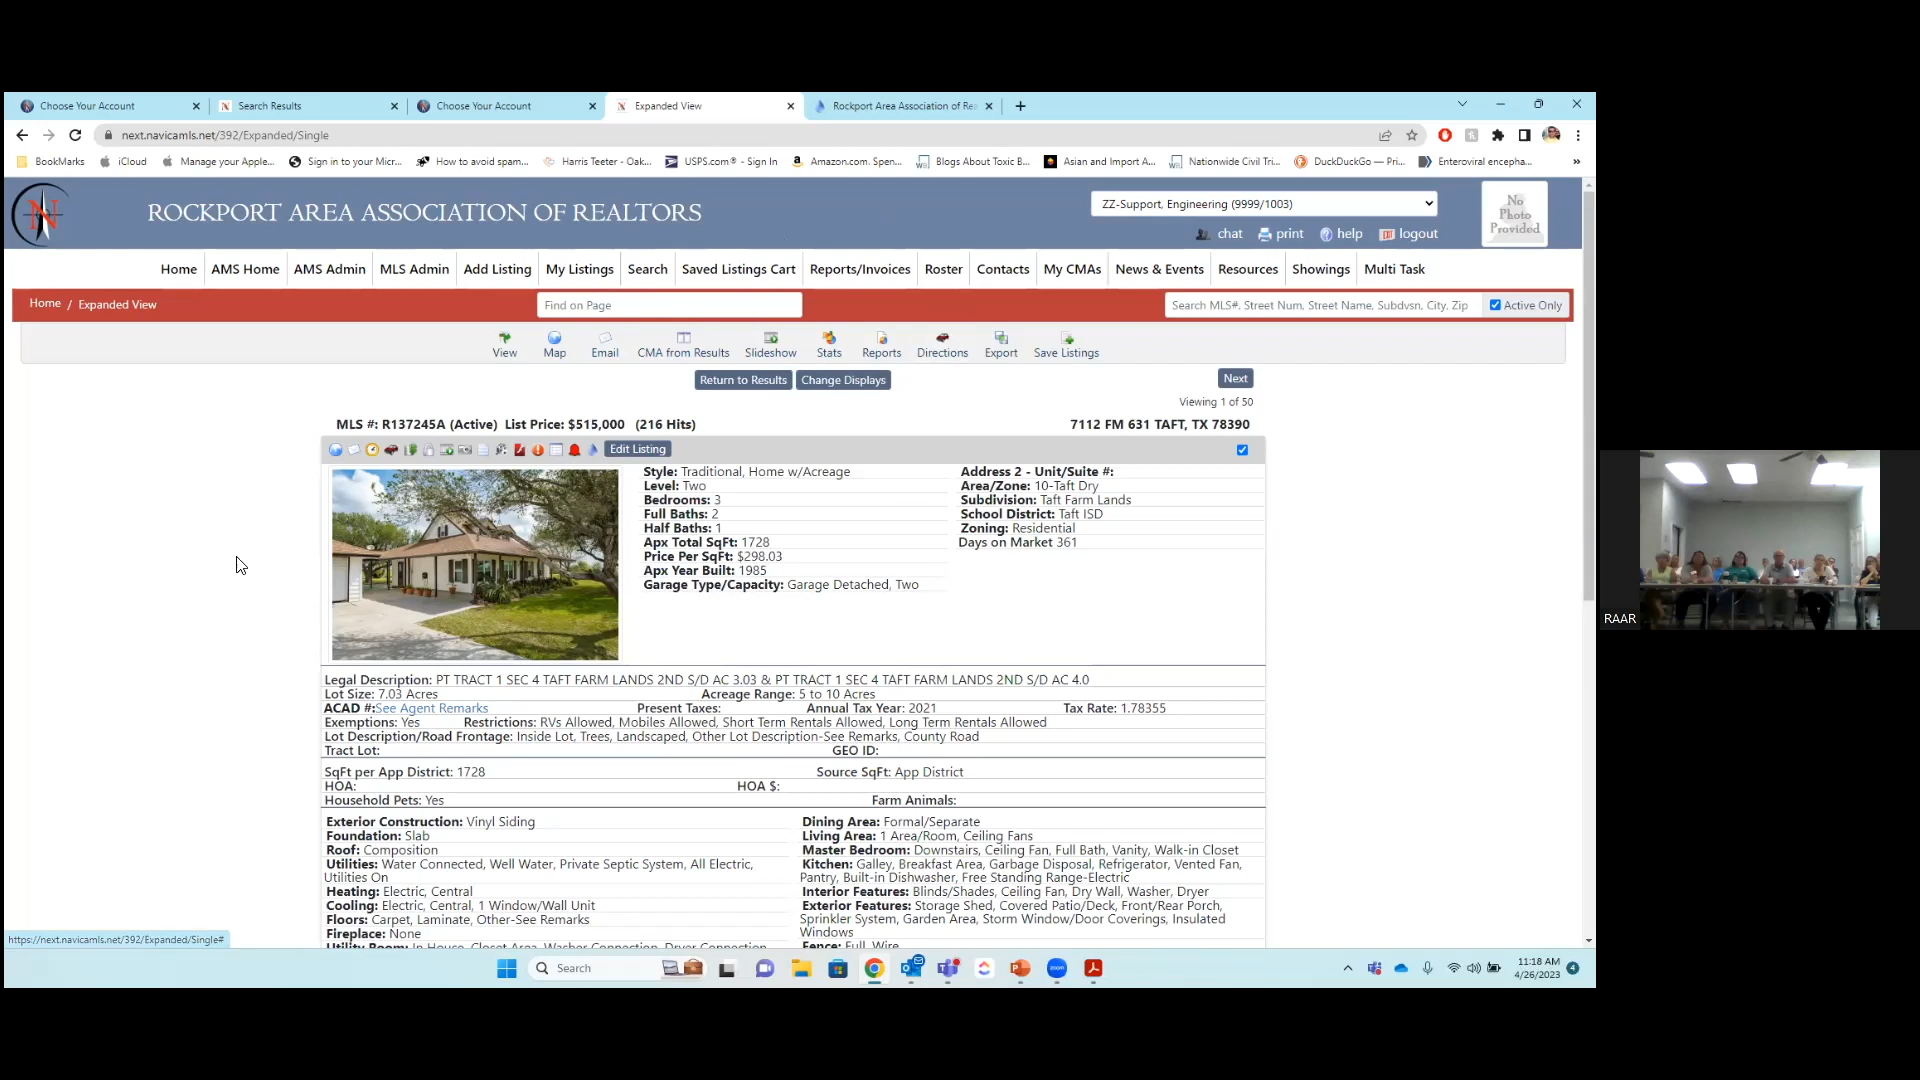 Choose Your Account
Search Results
Choose Your Account
Expanded View
Rockport Area Association of Rea
next.navicamls.net/392/Expanded/Single
BookMarks iCloud Manage your Apple... Sign in to your Micr... How to avoid spam... Harris Teeter - Oak... USPS.com® - Sign In Amazon.com. Spen... Blogs About Toxic B... Asian and Import A... Nationwide Civil Tri... DuckDuckGo — Pri... Enteroviral encepha... »
ROCKPORT AREA ASSOCIATION OF REALTORS
ZZ-Support, Engineering (9999/1003)
No Photo Provided
chat print help logout
Home AMS Home AMS Admin MLS Admin Add Listing My Listings Search Saved Listings Cart Reports/Invoices Roster Contacts My CMAs News & Events Resources Showings Multi Task
Home / Expanded View
Find on Page
Search MLS#, Street Num, Street Name, Subdvsn, City, Zip
Active Only
View Map Email CMA from Results Slideshow Stats Reports Directions Export Save Listings
Return to Results Change Displays Next
Viewing 1 of 50
MLS #: R137245A (Active) List Price: $515,000 (216 Hits) 7112 FM 631 TAFT, TX 78390
Edit Listing
Style: Traditional, Home w/Acreage
Level: Two
Bedrooms: 3
Full Baths: 2
Half Baths: 1
Apx Total SqFt: 1728
Price Per SqFt: $298.03
Apx Year Built: 1985
Garage Type/Capacity: Garage Detached, Two
Address 2 - Unit/Suite #:
Area/Zone: 10-Taft Dry
Subdivision: Taft Farm Lands
School District: Taft ISD
Zoning: Residential
Days on Market 361
Legal Description: PT TRACT 1 SEC 4 TAFT FARM LANDS 2ND S/D AC 3.03 & PT TRACT 1 SEC 4 TAFT FARM LANDS 2ND S/D AC 4.0
Lot Size: 7.03 Acres Acreage Range: 5 to 10 Acres
ACAD #:See Agent Remarks Present Taxes: Annual Tax Year: 2021 Tax Rate: 1.78355
Exemptions: Yes Restrictions: RVs Allowed, Mobiles Allowed, Short Term Rentals Allowed, Long Term Rentals Allowed
Lot Description/Road Frontage: Inside Lot, Trees, Landscaped, Other Lot Description-See Remarks, County Road
Tract Lot: GEO ID:
SqFt per App District: 1728 Source SqFt: App District
HOA: HOA $:
Household Pets: Yes Farm Animals:
Exterior Construction: Vinyl Siding
Foundation: Slab
Roof: Composition
Utilities: Water Connected, Well Water, Private Septic System, All Electric,
Utilities On
Heating: Electric, Central
Cooling: Electric, Central, 1 Window/Wall Unit
Floors: Carpet, Laminate, Other-See Remarks
Fireplace: None
Utility Room: In House, Closet Area, Washer Connection, Dryer Connection
Dining Area: Formal/Separate
Living Area: 1 Area/Room, Ceiling Fans
Master Bedroom: Downstairs, Ceiling Fan, Full Bath, Vanity, Walk-in Closet
Kitchen: Galley, Breakfast Area, Garbage Disposal, Refrigerator, Vented Fan,
Pantry, Built-in Dishwasher, Free Standing Range-Electric
Interior Features: Blinds/Shades, Ceiling Fan, Dry Wall, Washer, Dryer
Exterior Features: Storage Shed, Covered Patio/Deck, Front/Rear Porch,
Sprinkler System, Garden Area, Storm Window/Door Coverings, Insulated
Windows
Fence: Full, Wire
https://next.navicamls.net/392/Expanded/Single#
Search
11:18 AM
4/26/2023
4
RAAR